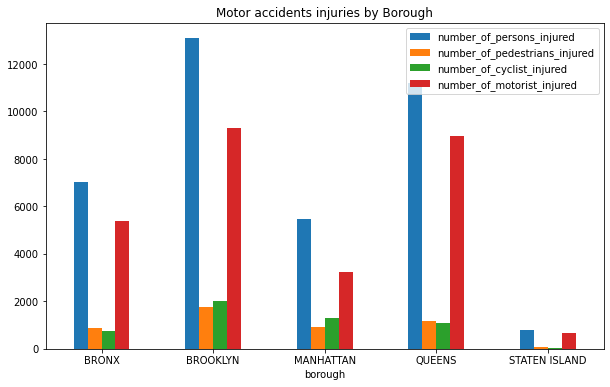 Motor accidents injuries by Borough
number_of_persons_injured
number_of_pedestrians_injured
number_of_cyclist_injured
number_of_motorist_injured
12000
10000
8000
6000
4000
2000
0
BRONX BROOKLYN MANHATTAN QUEENS STATEN ISLAND
borough